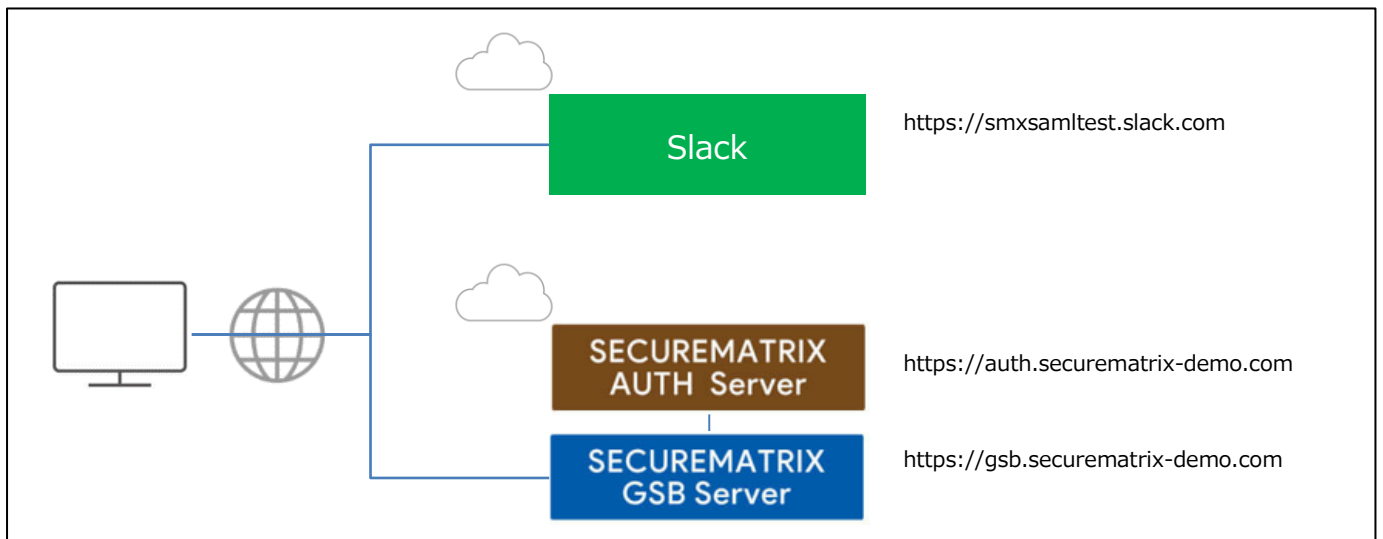 Slack
https://smxsamltest.slack.com
SECUREMATRIX
AUTH Server
https://auth.securematrix-demo.com
SECUREMATRIX
GSB Server
https://gsb.securematrix-demo.com